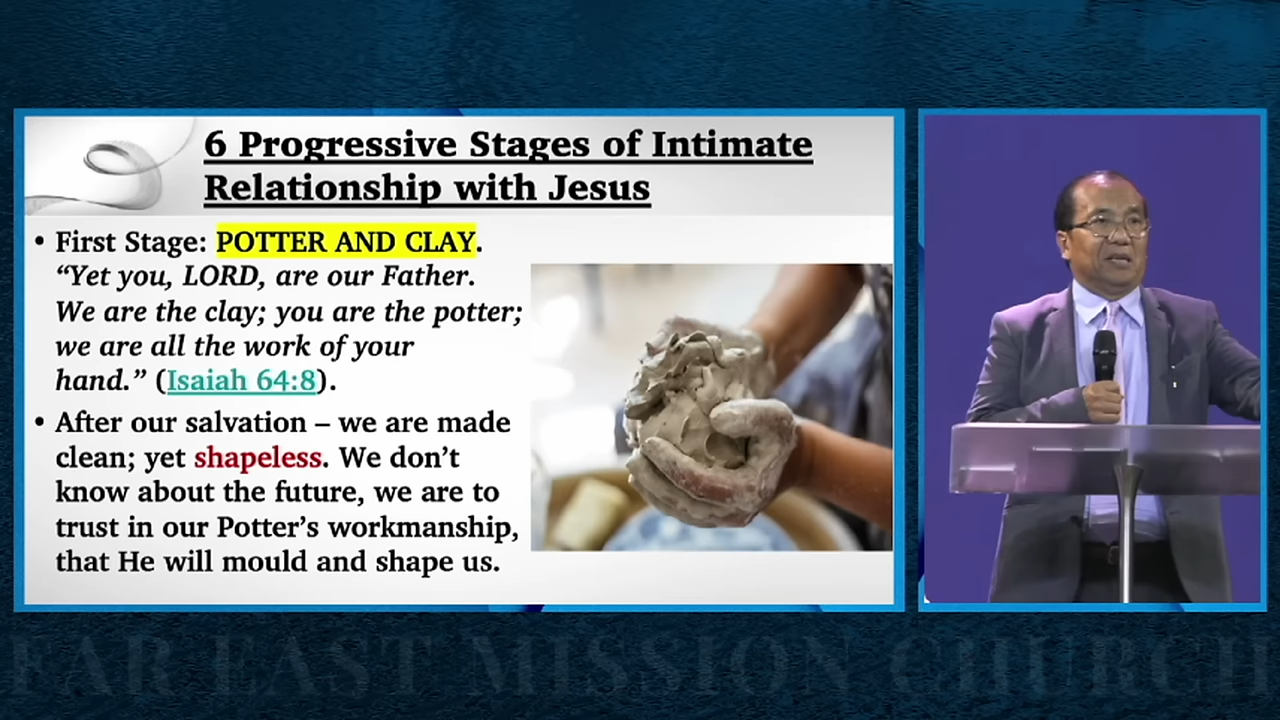 6 Progressive Stages of Intimate
Relationship with Jesus
• First Stage: POTTER AND CLAY.
“Yet you, LORD, are our Father.
We are the clay; you are the potter;
we are all the work of your
hand.” (Isaiah 64:8).
• After our salvation – we are made
clean; yet shapeless. We don’t
know about the future, we are to
trust in our Potter’s workmanship,
that He will mould and shape us.
FAR EAST MISSION CHURCH